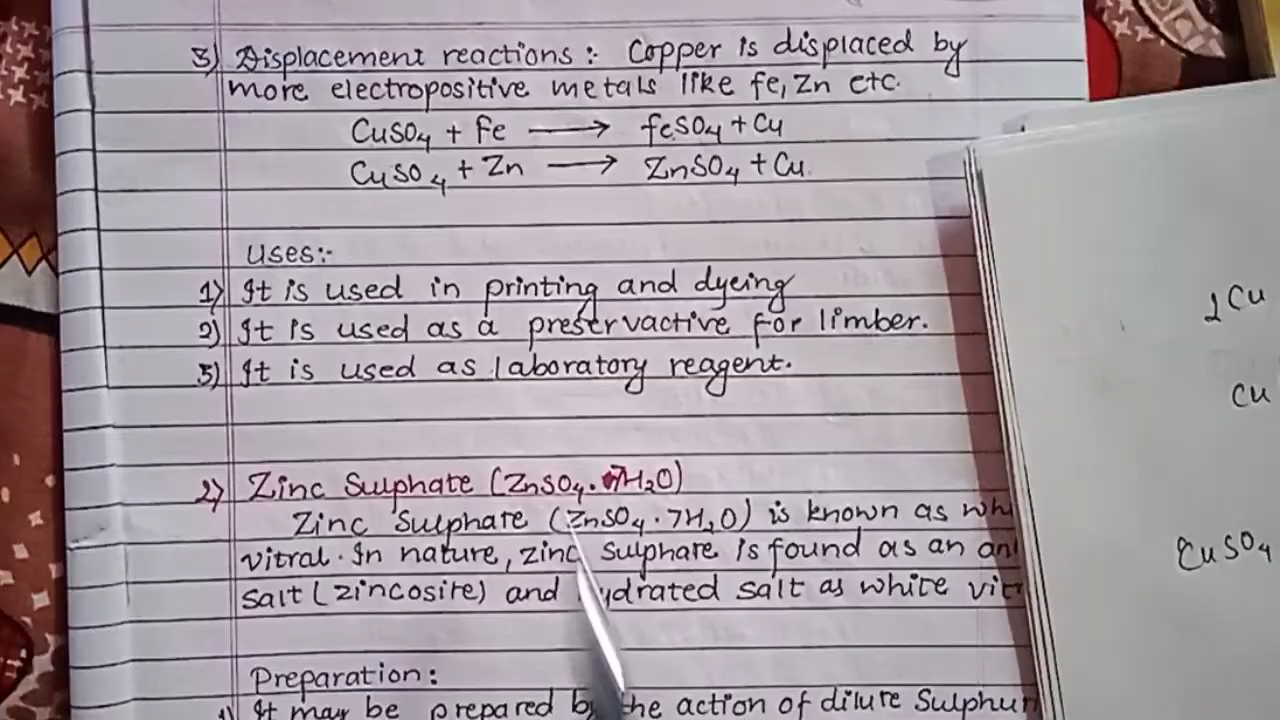 3) Displacement reactions :- Copper is displaced by
more electropositive metals like fe, Zn etc.
CuSO4 + Fe ⟶ feSO4 + Cu
CuSO4 + Zn ⟶ ZnSO4 + Cu
Uses:-
1) It is used in printing and dyeing
2) It is used as a preservactive for limber.
3) It is used as laboratory reagent.
2) Zinc Sulphate (ZnSO4.7H2O)
Zinc Sulphate (ZnSO4.7H2O) is known as
vitral. In nature, zinc sulphate is found as an
salt (zincosite) and hydrated salt as white
Preparation:
1) It may be prepared by the action of dilute
2Cu
Cu
CuSO4